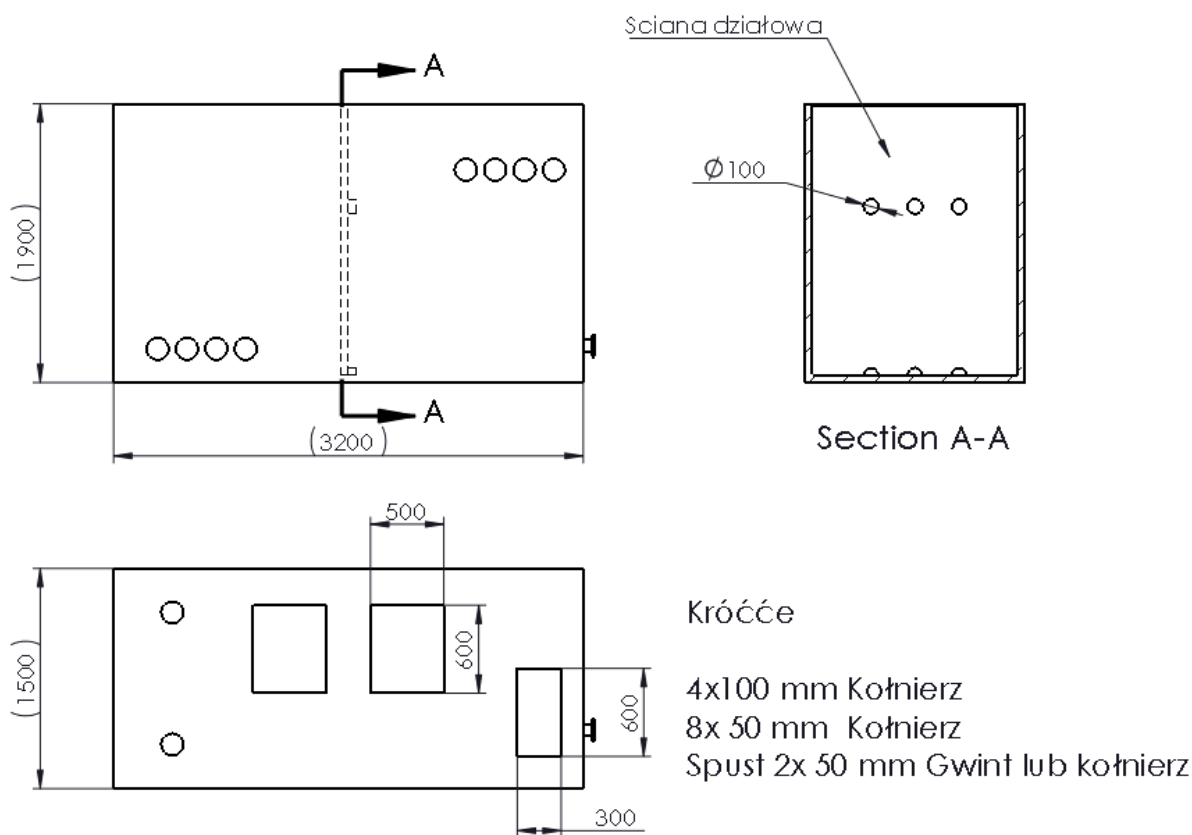 Sciana działowa
A
Ø100
(1900)
A
(3200)
Section A-A
500
600
(1500)
600
300
Króćće
4x100 mm Kołnierz
8x 50 mm Kołnierz
Spust 2x 50 mm Gwint lub kołnierz